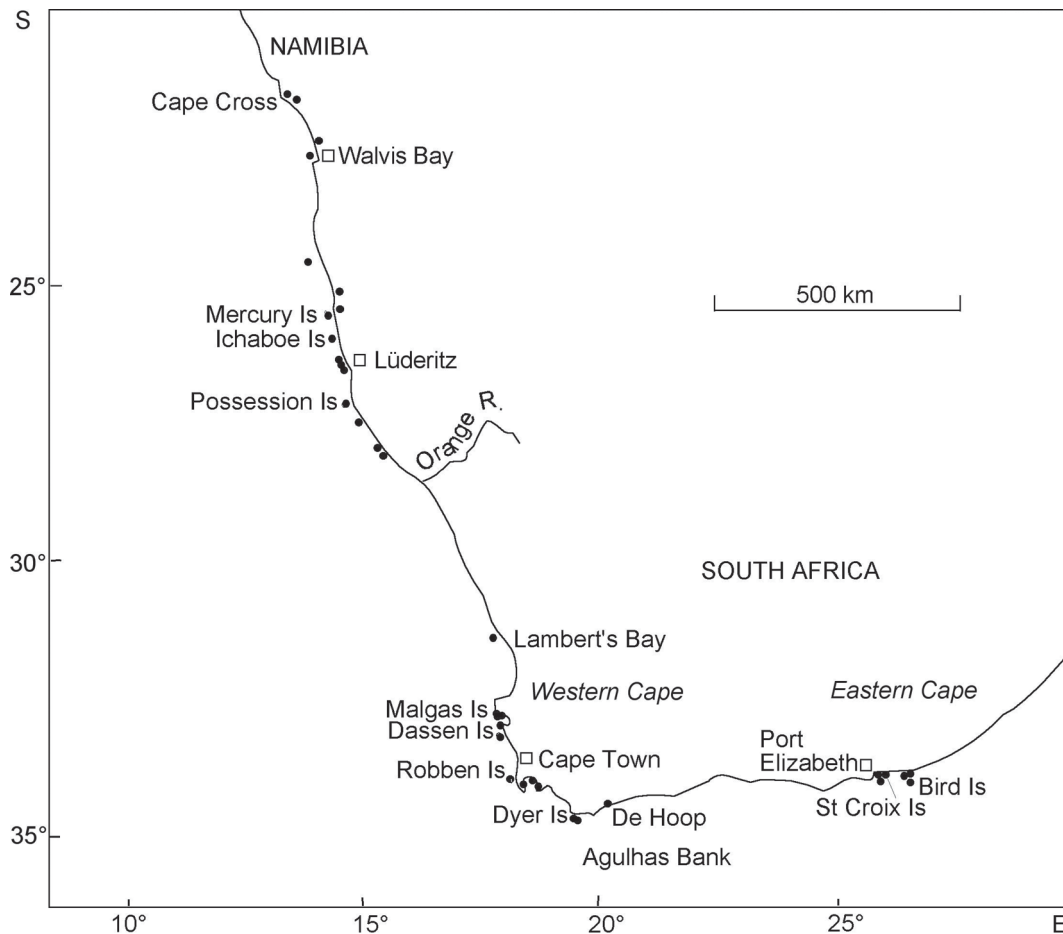 S
NAMIBIA
Cape Cross
Walvis Bay
25°
500 km
Mercury Is
Ichaboe Is
Lüderitz
Possession Is
Orange R.
30°
SOUTH AFRICA
Lambert's Bay
Western Cape
Eastern Cape
Malgas Is
Dassen Is
Port
Elizabeth
Cape Town
Robben Is
Bird Is
St Croix Is
Dyer Is
De Hoop
35°
Agulhas Bank
10°
15°
20°
25°
E